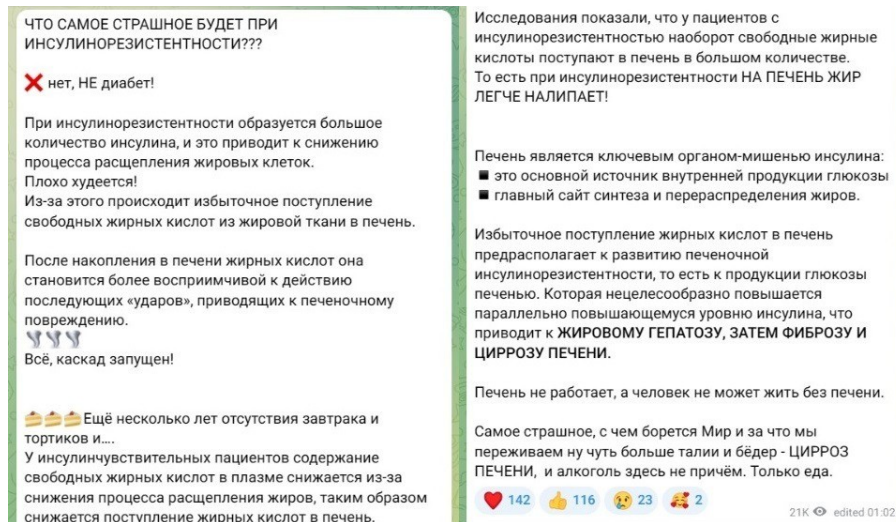 ЧТО САМОЕ СТРАШНОЕ БУДЕТ ПРИ
ИНСУЛИНОРЕЗИСТЕНТНОСТИ???
❌ нет, НЕ диабет!
При инсулинорезистентности образуется большое
количество инсулина, и это приводит к снижению
процесса расщепления жировых клеток.
Плохо худеется!
Из-за этого происходит избыточное поступление
свободных жирных кислот из жировой ткани в печень.
После накопления в печени жирных кислот она
становится более восприимчивой к действию
последующих «ударов», приводящих к печеночному
повреждению.
🌪🌪🌪
Всё, каскад запущен!
🍰🍰🍰Ещё несколько лет отсутствия завтрака и
тортиков и....
У инсулинчувствительных пациентов содержание
свободных жирных кислот в плазме снижается из-за
снижения процесса расщепления жиров, таким образом
снижается поступление жирных кислот в печень.
Исследования показали, что у пациентов с
инсулинорезистентностью наоборот свободные жирные
кислоты поступают в печень в большом количестве.
То есть при инсулинорезистентности НА ПЕЧЕНЬ ЖИР
ЛЕГЧЕ НАЛИПАЕТ!
Печень является ключевым органом-мишенью инсулина:
▪️ это основной источник внутренней продукции глюкозы
▪️ главный сайт синтеза и перераспределения жиров.
Избыточное поступление жирных кислот в печень
предрасполагает к развитию печеночной
инсулинорезистентности, то есть к продукции глюкозы
печенью. Которая нецелесообразно повышается
параллельно повышающемуся уровню инсулина, что
приводит к ЖИРОВОМУ ГЕПАТОЗУ, ЗАТЕМ ФИБРОЗУ И
ЦИРРОЗУ ПЕЧЕНИ.
Печень не работает, а человек не может жить без печени.
Самое страшное, с чем борется Мир и за что мы
переживаем ну чуть больше талии и бёдер - ЦИРРОЗ
ПЕЧЕНИ, и алкоголь здесь не причём. Только еда.
❤️ 142 👍 116 😢 23 🥰 2
21K edited 01:02